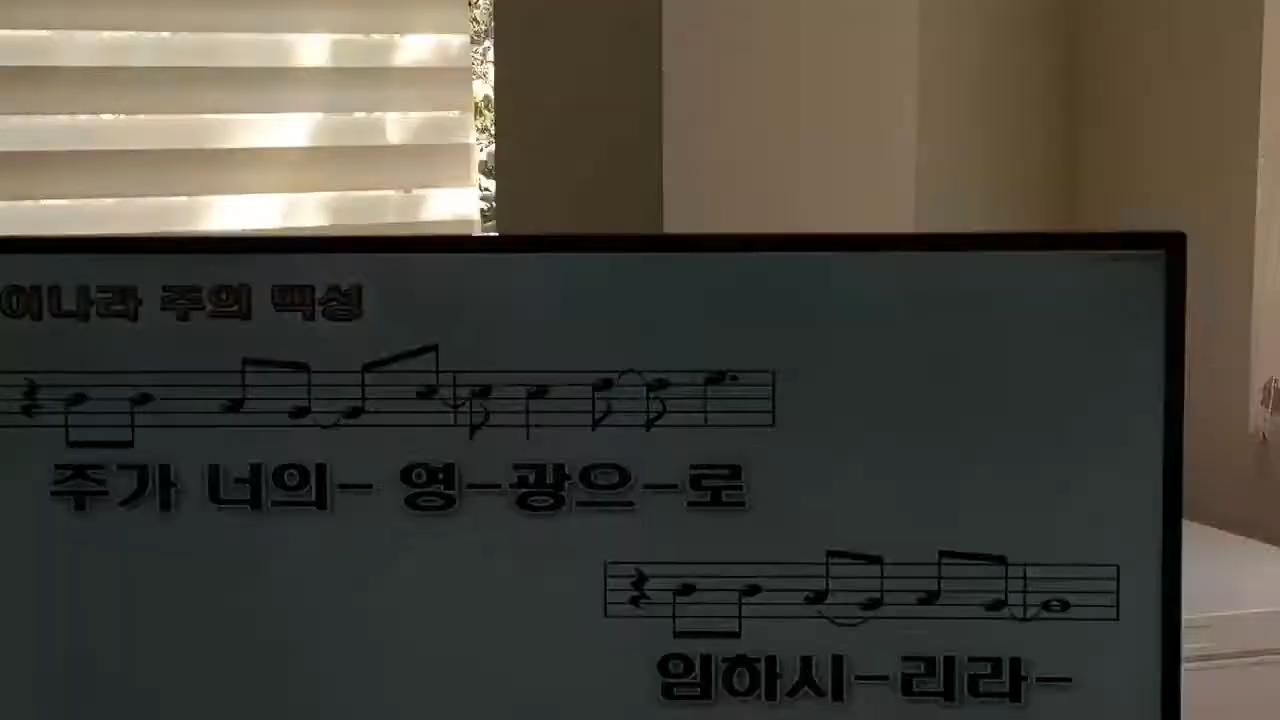 이나라 주의 백성
주가 너의- 영-광으-로
임하시-리라-